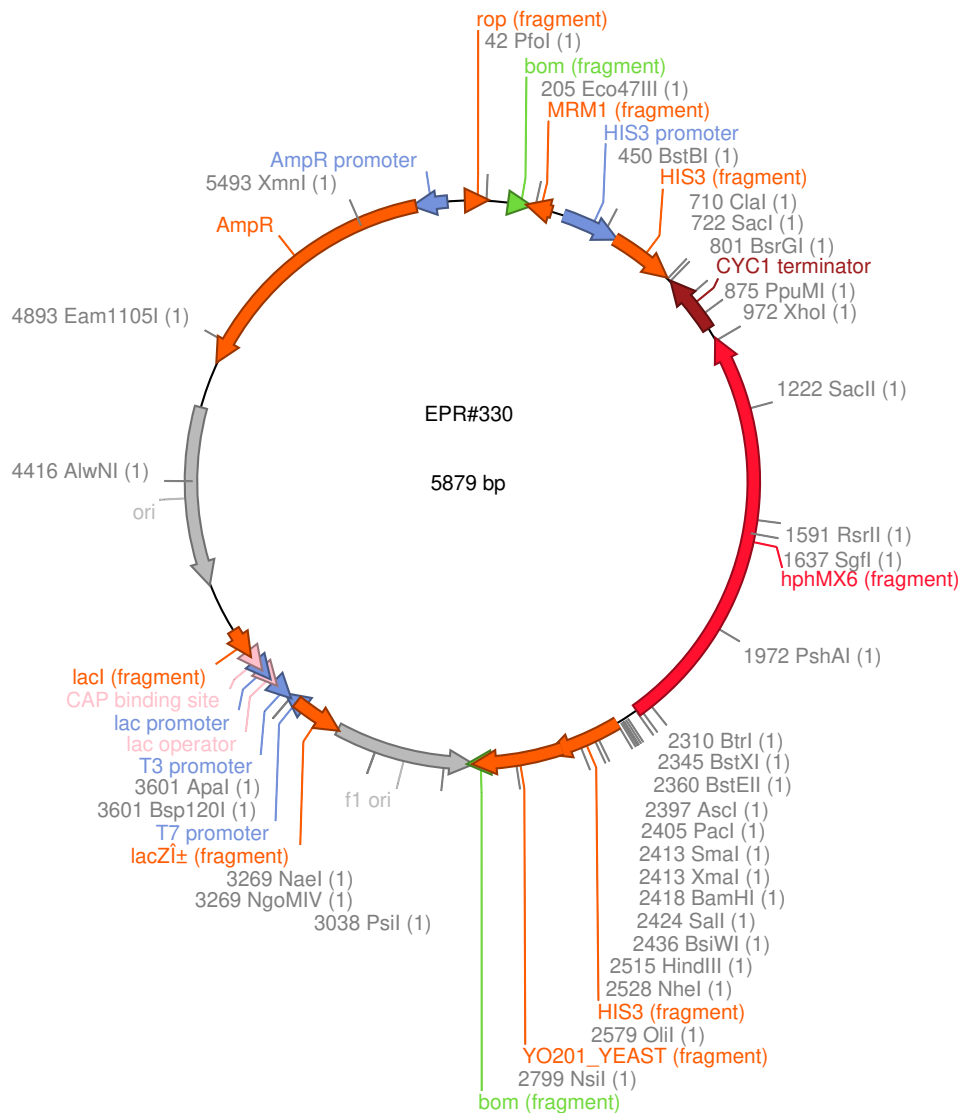 rop (fragment)
42 PfoI (1)
bom (fragment)
205 Eco47III (1)
MRM1 (fragment)
HIS3 promoter
450 BstBI (1)
HIS3 (fragment)
710 ClaI (1)
722 SacI (1)
801 BsrGI (1)
CYC1 terminator
875 PpuMI (1)
972 XhoI (1)
1222 SacII (1)
1591 RsrII (1)
1637 SgfI (1)
hphMX6 (fragment)
1972 PshAI (1)
2310 BtrI (1)
2345 BstXI (1)
2360 BstEII (1)
2397 AscI (1)
2405 PacI (1)
2413 SmaI (1)
2413 XmaI (1)
2418 BamHI (1)
2424 SalI (1)
2436 BsiWI (1)
2515 HindIII (1)
2528 NheI (1)
HIS3 (fragment)
2579 OliI (1)
YO201_YEAST (fragment)
2799 NsiI (1)
bom (fragment)
3038 PsiI (1)
f1 ori
3269 NgoMIV (1)
3269 NaeI (1)
lacZÎ± (fragment)
T7 promoter
3601 Bsp120I (1)
3601 ApaI (1)
T3 promoter
lac operator
lac promoter
CAP binding site
lacI (fragment)
ori
4416 AlwNI (1)
4893 Eam1105I (1)
AmpR
5493 XmnI (1)
AmpR promoter
EPR#330
5879 bp